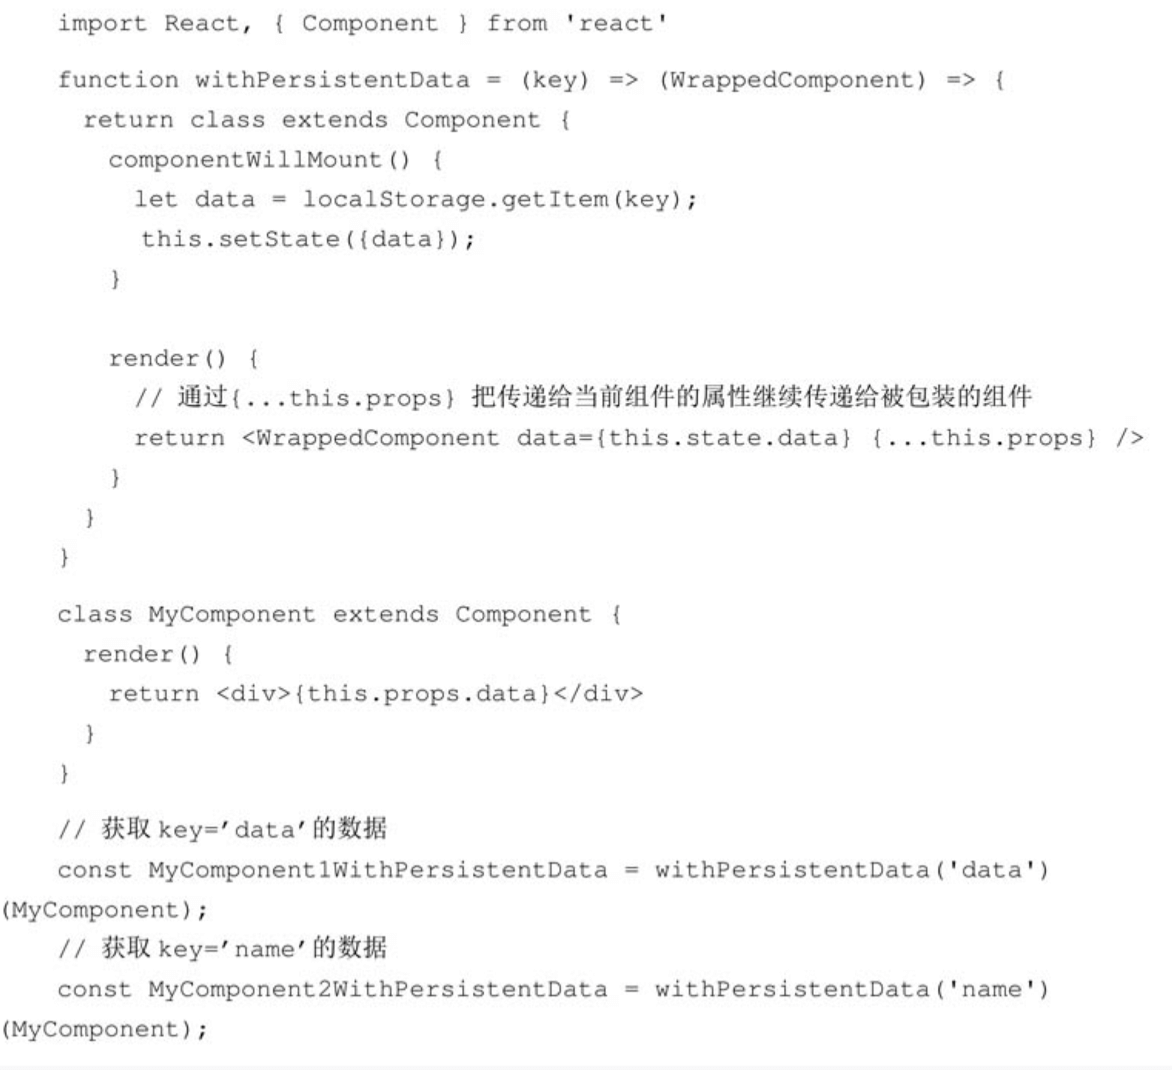 import React, { Component } from 'react'
function withPersistentData = (key) => (WrappedComponent) => {
return class extends Component {
componentWillMount() {
let data = localStorage.getItem(key);
this.setState({data});
}
render() {
// 通过{...this.props} 把传递给当前组件的属性继续传递给被包装的组件
return <WrappedComponent data={this.state.data} {...this.props} />
}
}
}
class MyComponent extends Component {
render() {
return <div>{this.props.data}</div>
}
}
// 获取 key=′data′的数据
const MyComponent1WithPersistentData = withPersistentData('data')
(MyComponent);
// 获取 key=′name′的数据
const MyComponent2WithPersistentData = withPersistentData('name')
(MyComponent);